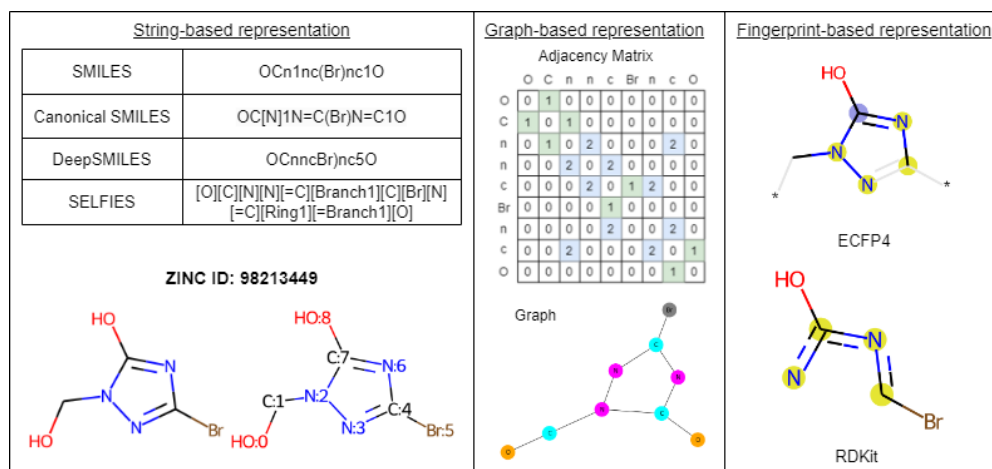 String-based representation
SMILES OCn1nc(Br)nc1O
Canonical SMILES OC[N]1N=C(Br)N=C1O
DeepSMILES OCnncBr)nc5O
SELFIES [O][C][N][N][=C][Branch1][C][Br][N]
[=C][Ring1][=Branch1][O]
ZINC ID: 98213449
HO
N
N
N
HO
Br
HO:8
C:7
N:6
C:1
N:2
C:4
HO:0
N:3
Br:5
Graph-based representation
Adjacency Matrix
O C n n c Br n c O
O 0 1 0 0 0 0 0 0 0
C 1 0 1 0 0 0 0 0 0
n 0 1 0 2 0 0 0 2 0
n 0 0 2 0 2 0 0 0 0
c 0 0 0 2 0 1 2 0 0
Br 0 0 0 0 1 0 0 0 0
n 0 0 0 0 2 0 0 2 0
c 0 0 2 0 0 0 2 0 1
O 0 0 0 0 0 0 0 1 0
Graph
Br
C
N
N
N
C
C
O
O
Fingerprint-based representation
HO
N
N
N
*
*
ECFP4
HO
N
N
Br
RDKit